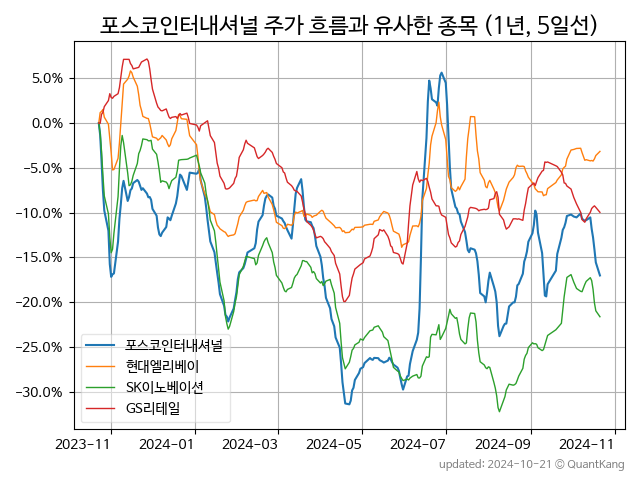 포스코인터내셔널 주가 흐름과 유사한 종목 (1년, 5일선)
5.0%
0.0%
−5.0%
−10.0%
−15.0%
−20.0%
−25.0%
−30.0%
포스코인터내셔널
현대엘리베이
SK이노베이션
GS리테일
2023-11 2024-01 2024-03 2024-05 2024-07 2024-09 2024-11
updated: 2024-10-21 © QuantKang